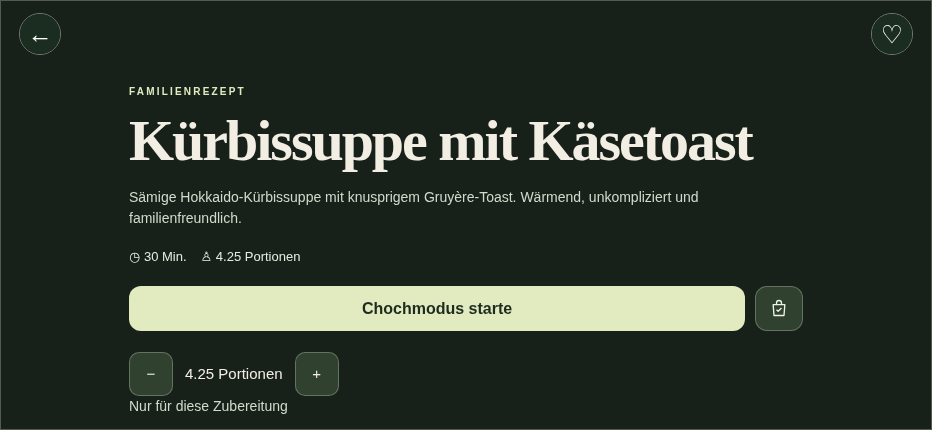 ←
♡
FAMILIENREZEPT
Kürbissuppe mit Käsetoast
Sämige Hokkaido-Kürbissuppe mit knusprigem Gruyère-Toast. Wärmend, unkompliziert und
familienfreundlich.
◷ 30 Min. ♙ 4.25 Portionen
Chochmodus starte
− 4.25 Portionen +
Nur für diese Zubereitung